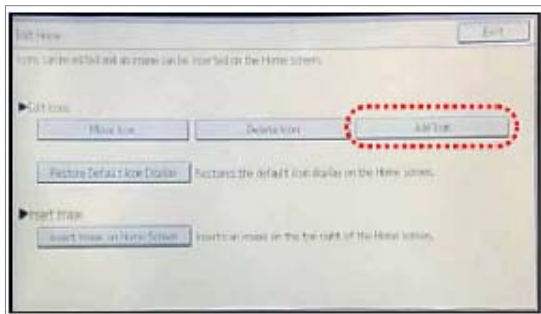 Edit Home
Exit
Icons can be edited and an image can be inserted on the Home screen.
►Edit Icons
Move Icon
Delete Icon
Add Icon
Restore Default Icon Display
Restores the default icon display on the Home screen.
►Insert Image
Insert Image on Home Screen
Inserts an image on the top right of the Home screen.